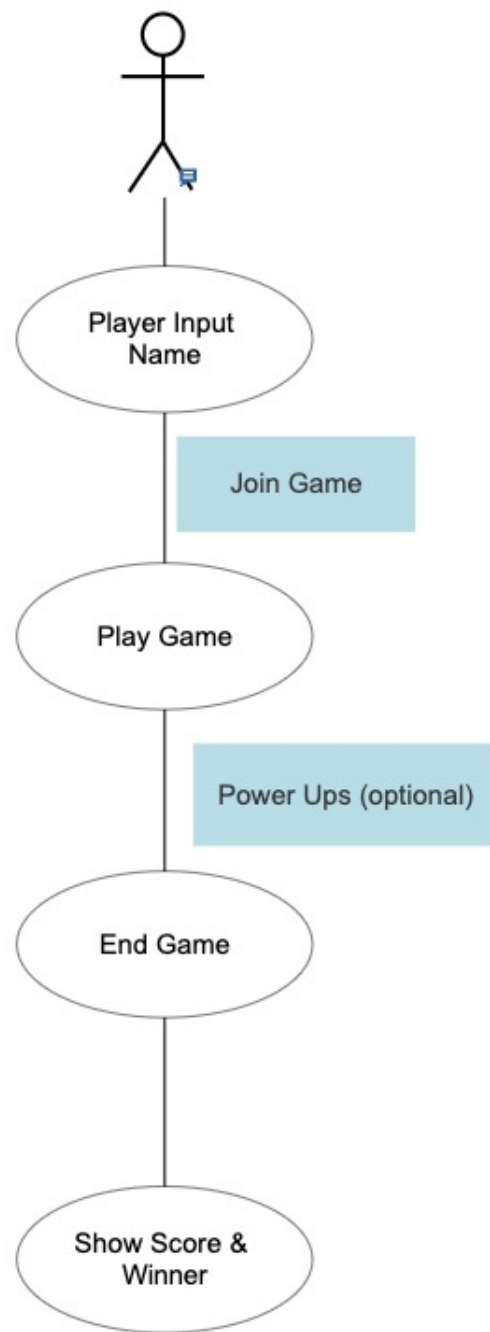 Player Input
Name
Join Game
Play Game
Power Ups (optional)
End Game
Show Score &
Winner